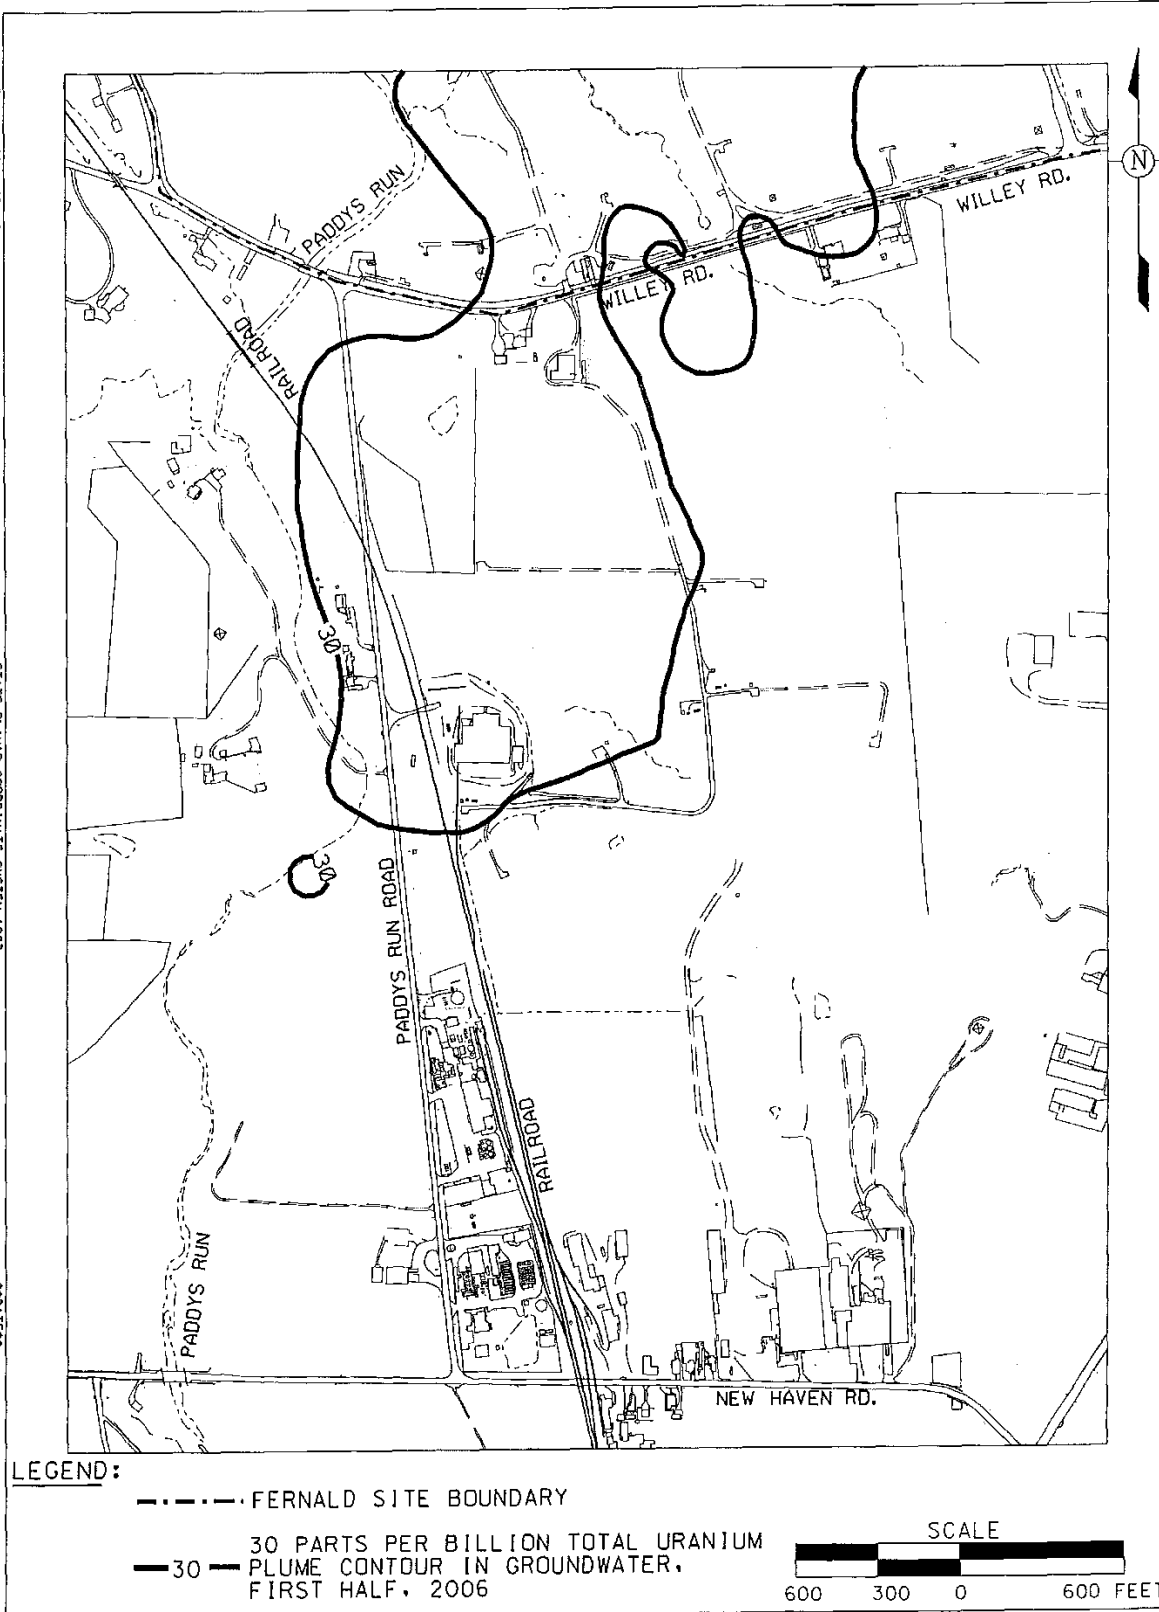 PADDYS RUN
WILLEY RD.
N
WILLEY RD.
RAILROAD
30
30
PADDYS RUN ROAD
RAILROAD
PADDYS RUN
NEW HAVEN RD.
LEGEND:
FERNALD SITE BOUNDARY
30 PARTS PER BILLION TOTAL URANIUM
30 PLUME CONTOUR IN GROUNDWATER,
FIRST HALF, 2006
SCALE
600 300 0 600 FEET